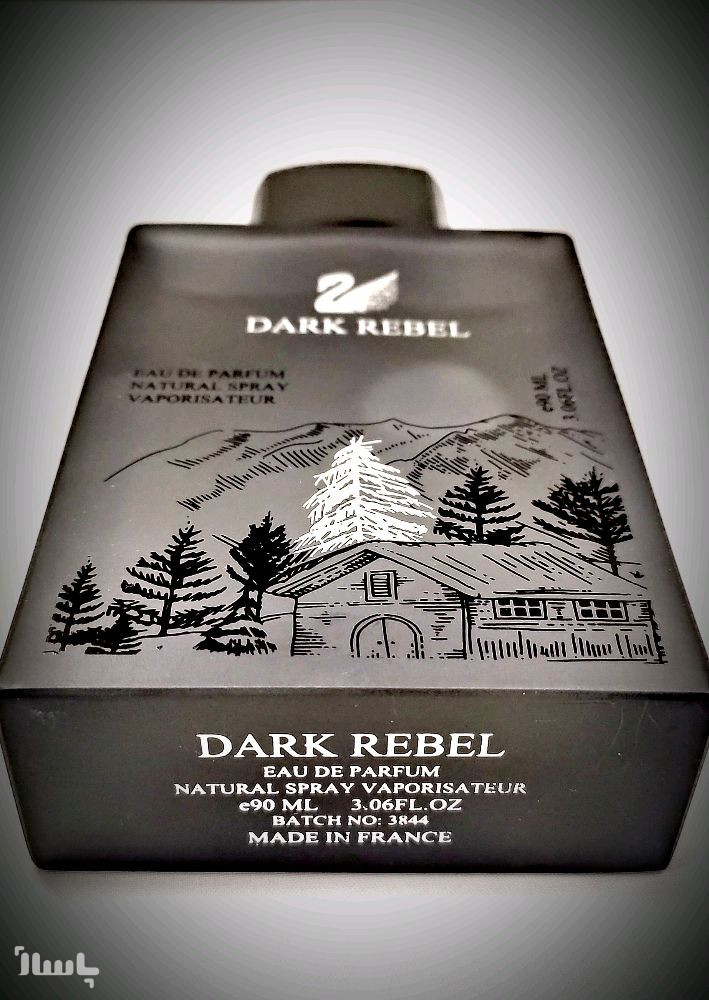 DARK REBEL
EAU DE PARFUM
NATURAL SPRAY
VAPORISATEUR
e90 ML
3.06FL.OZ
DARK REBEL
EAU DE PARFUM
NATURAL SPRAY VAPORISATEUR
e90 ML 3.06FL.OZ
BATCH NO: 3844
MADE IN FRANCE
باسلاژ